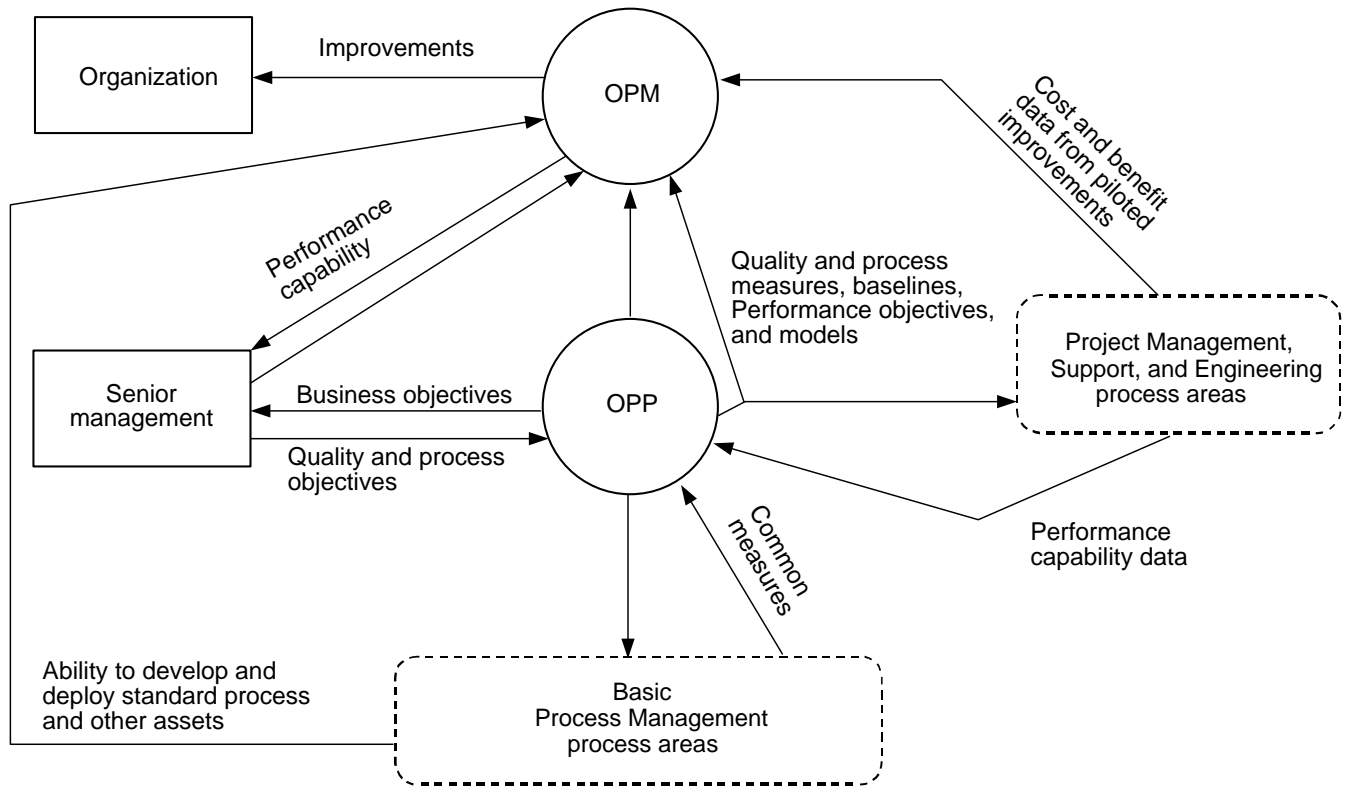 Organization
Improvements
OPM
Cost and benefit
data from piloted
improvements
Performance
capability
Quality and process
measures, baselines,
Performance objectives,
and models
Project Management,
Support, and Engineering
process areas
Senior
management
Business objectives
OPP
Quality and process
objectives
Common
measures
Performance
capability data
Ability to develop and
deploy standard process
and other assets
Basic
Process Management
process areas